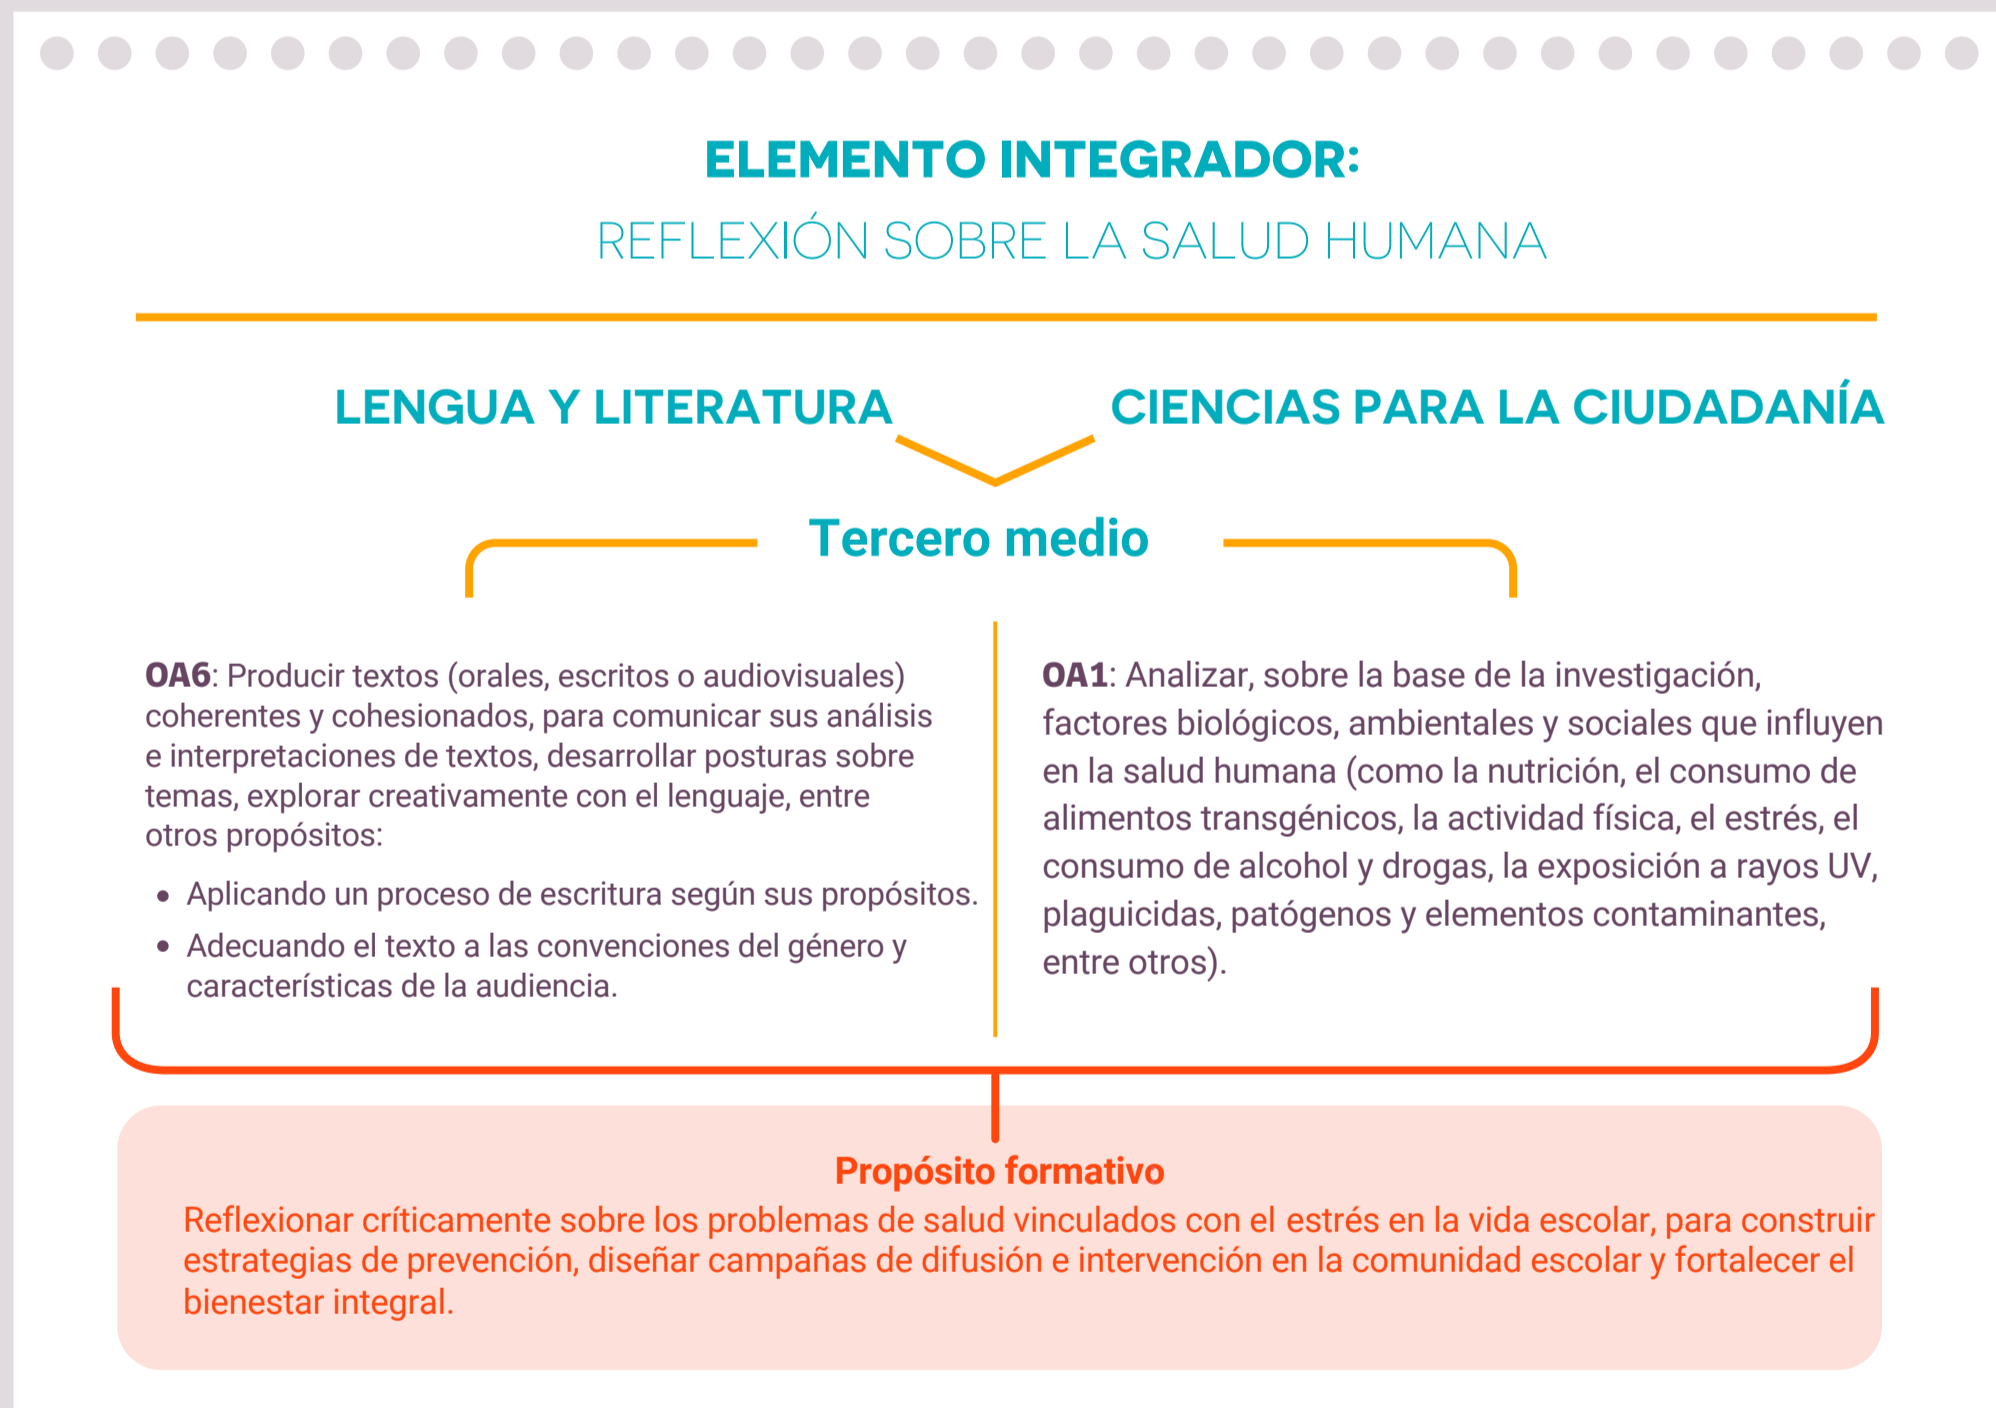 ELEMENTO INTEGRADOR:
REFLEXIÓN SOBRE LA SALUD HUMANA
LENGUA Y LITERATURA
CIENCIAS PARA LA CIUDADANÍA
Tercero medio
OA6: Producir textos (orales, escritos o audiovisuales)
coherentes y cohesionados, para comunicar sus análisis
e interpretaciones de textos, desarrollar posturas sobre
temas, explorar creativamente con el lenguaje, entre
otros propósitos:
• Aplicando un proceso de escritura según sus propósitos.
• Adecuando el texto a las convenciones del género y
características de la audiencia.
OA1: Analizar, sobre la base de la investigación,
factores biológicos, ambientales y sociales que influyen
en la salud humana (como la nutrición, el consumo de
alimentos transgénicos, la actividad física, el estrés, el
consumo de alcohol y drogas, la exposición a rayos UV,
plaguicidas, patógenos y elementos contaminantes,
entre otros).
Propósito formativo
Reflexionar críticamente sobre los problemas de salud vinculados con el estrés en la vida escolar, para construir
estrategias de prevención, diseñar campañas de difusión e intervención en la comunidad escolar y fortalecer el
bienestar integral.